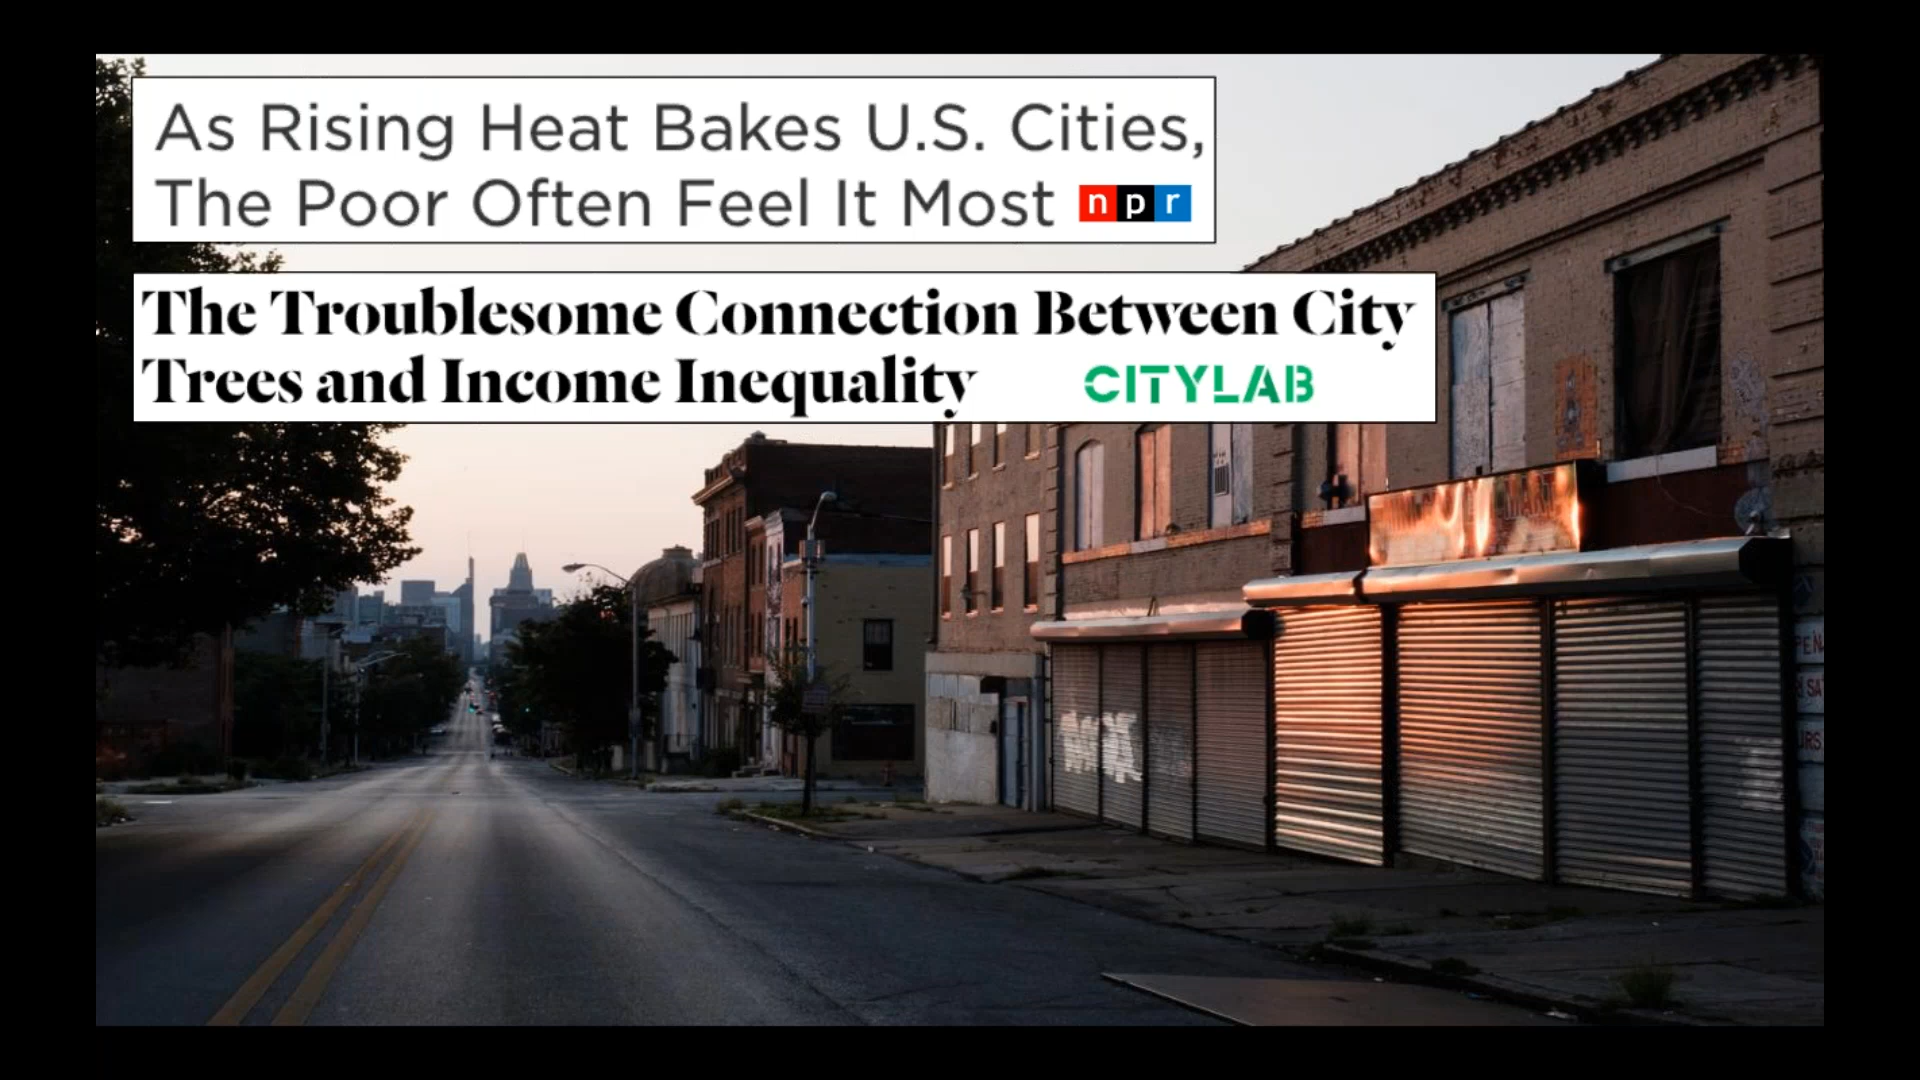 As Rising Heat Bakes U.S. Cities,
The Poor Often Feel It Most npr
The Troublesome Connection Between City
Trees and Income Inequality CITYLAB